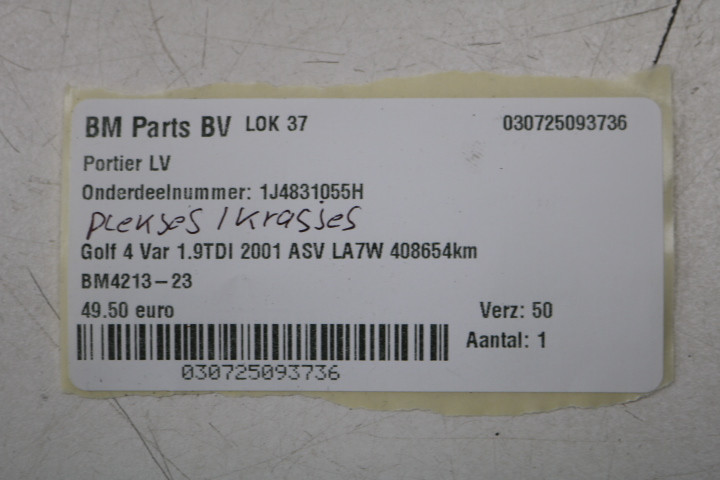 BM Parts BV LOK 37 030725093736
Portier LV
Onderdeelnummer: 1J4831055H
plekjes / krasjes
Golf 4 Var 1.9TDI 2001 ASV LA7W 408654km
BM4213-23
49.50 euro Verz: 50
Aantal: 1
030725093736